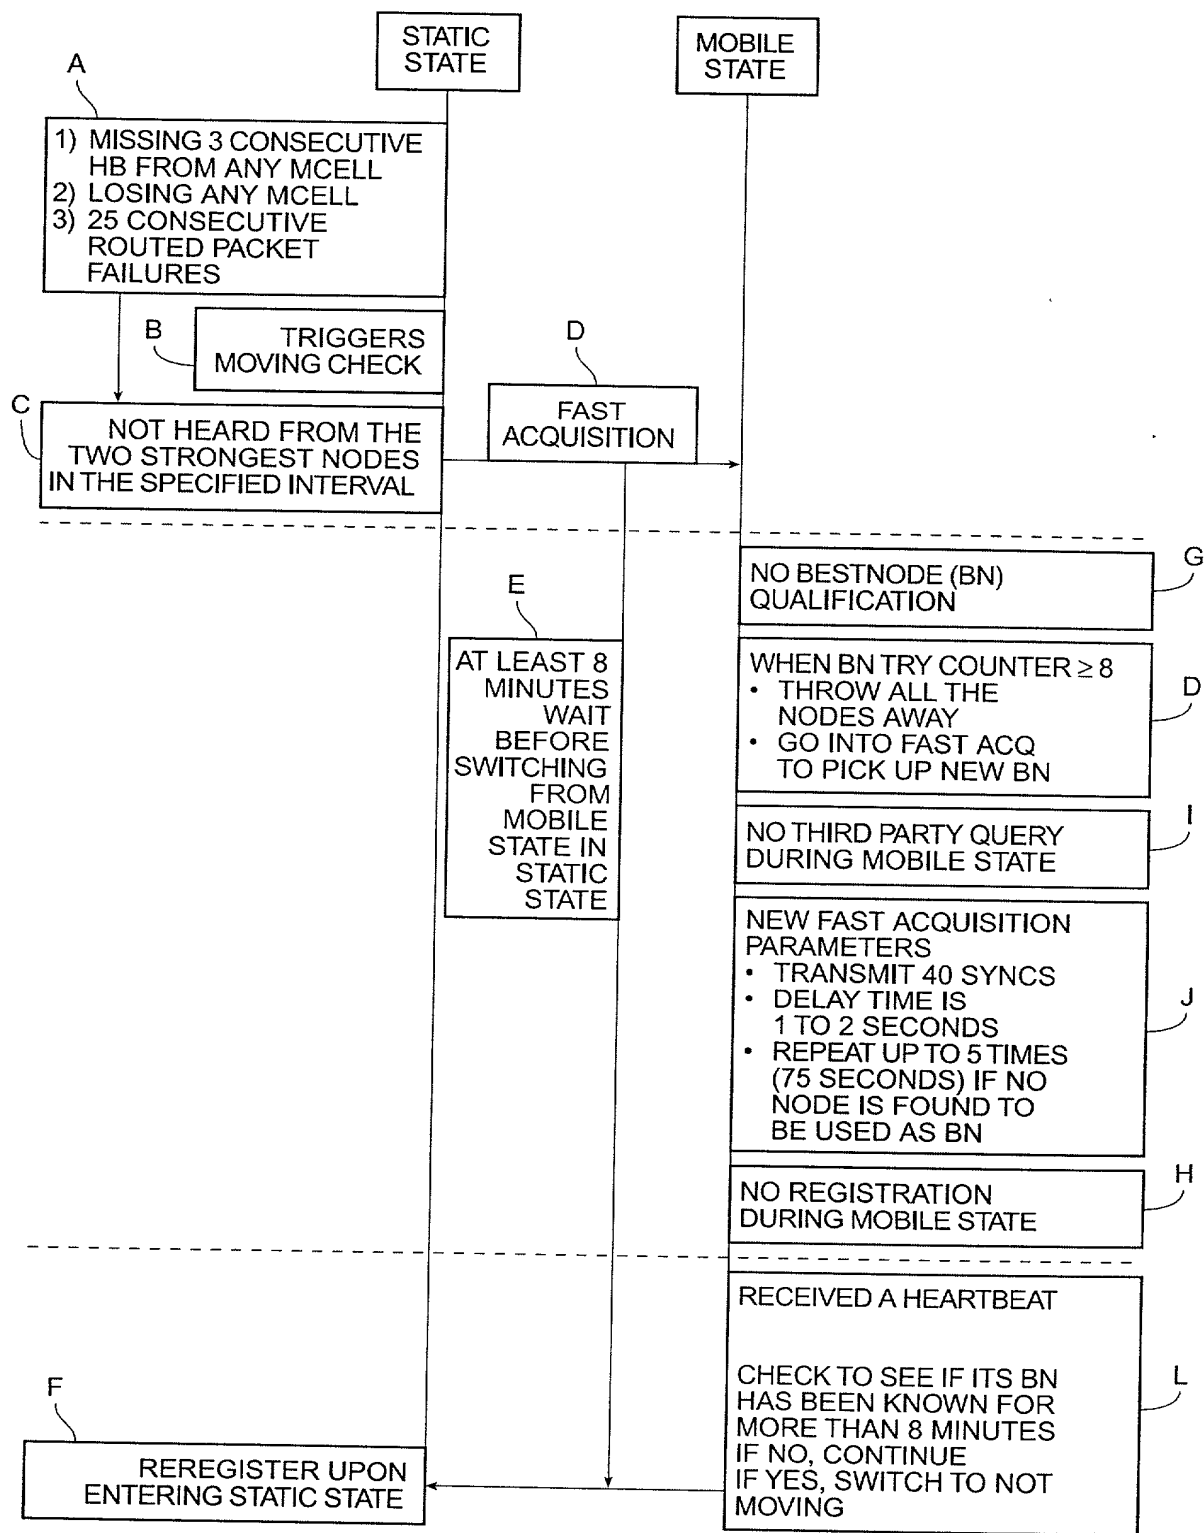 STATIC
STATE
MOBILE
STATE
A
1) MISSING 3 CONSECUTIVE
HB FROM ANY MCELL
2) LOSING ANY MCELL
3) 25 CONSECUTIVE
ROUTED PACKET
FAILURES
B
TRIGGERS
MOVING CHECK
C
NOT HEARD FROM THE
TWO STRONGEST NODES
IN THE SPECIFIED INTERVAL
D
FAST
ACQUISITION
G
NO BESTNODE (BN)
QUALIFICATION
E
AT LEAST 8
MINUTES
WAIT
BEFORE
SWITCHING
FROM
MOBILE
STATE IN
STATIC
STATE
WHEN BN TRY COUNTER ≥ 8
• THROW ALL THE
NODES AWAY
• GO INTO FAST ACQ
TO PICK UP NEW BN
D
NO THIRD PARTY QUERY
DURING MOBILE STATE
I
NEW FAST ACQUISITION
PARAMETERS
• TRANSMIT 40 SYNCS
• DELAY TIME IS
1 TO 2 SECONDS
• REPEAT UP TO 5 TIMES
(75 SECONDS) IF NO
NODE IS FOUND TO
BE USED AS BN
J
NO REGISTRATION
DURING MOBILE STATE
H
RECEIVED A HEARTBEAT
CHECK TO SEE IF ITS BN
HAS BEEN KNOWN FOR
MORE THAN 8 MINUTES
IF NO, CONTINUE
IF YES, SWITCH TO NOT
MOVING
L
F
REREGISTER UPON
ENTERING STATIC STATE